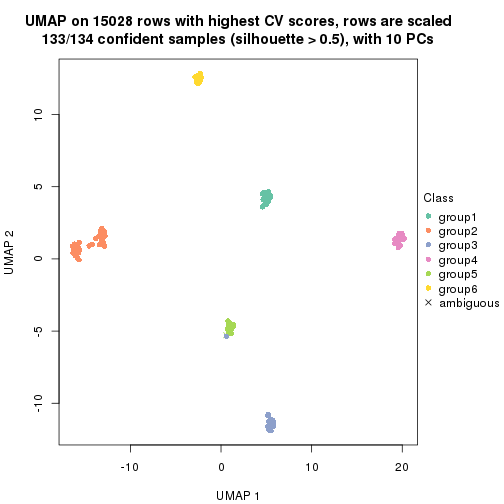 UMAP on 15028 rows with highest CV scores, rows are scaled
133/134 confident samples (silhouette > 0.5), with 10 PCs
10
5
0
-5
-10
UMAP 2
Class
group1
group2
group3
group4
group5
group6
ambiguous
-10
0
10
20
UMAP 1